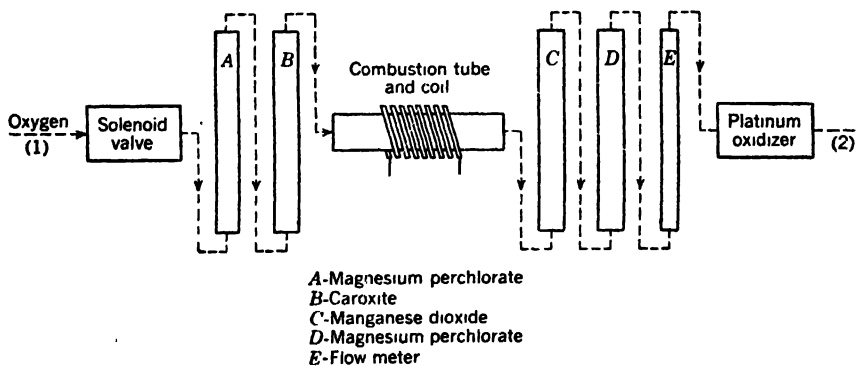 A
B
C
D
E
Combustion tube
and coil
Oxygen
(1)
Solenoid
valve
Platinum
oxidizer
(2)
A-Magnesium perchlorate
B-Caroxite
C-Manganese dioxide
D-Magnesium perchlorate
E-Flow meter